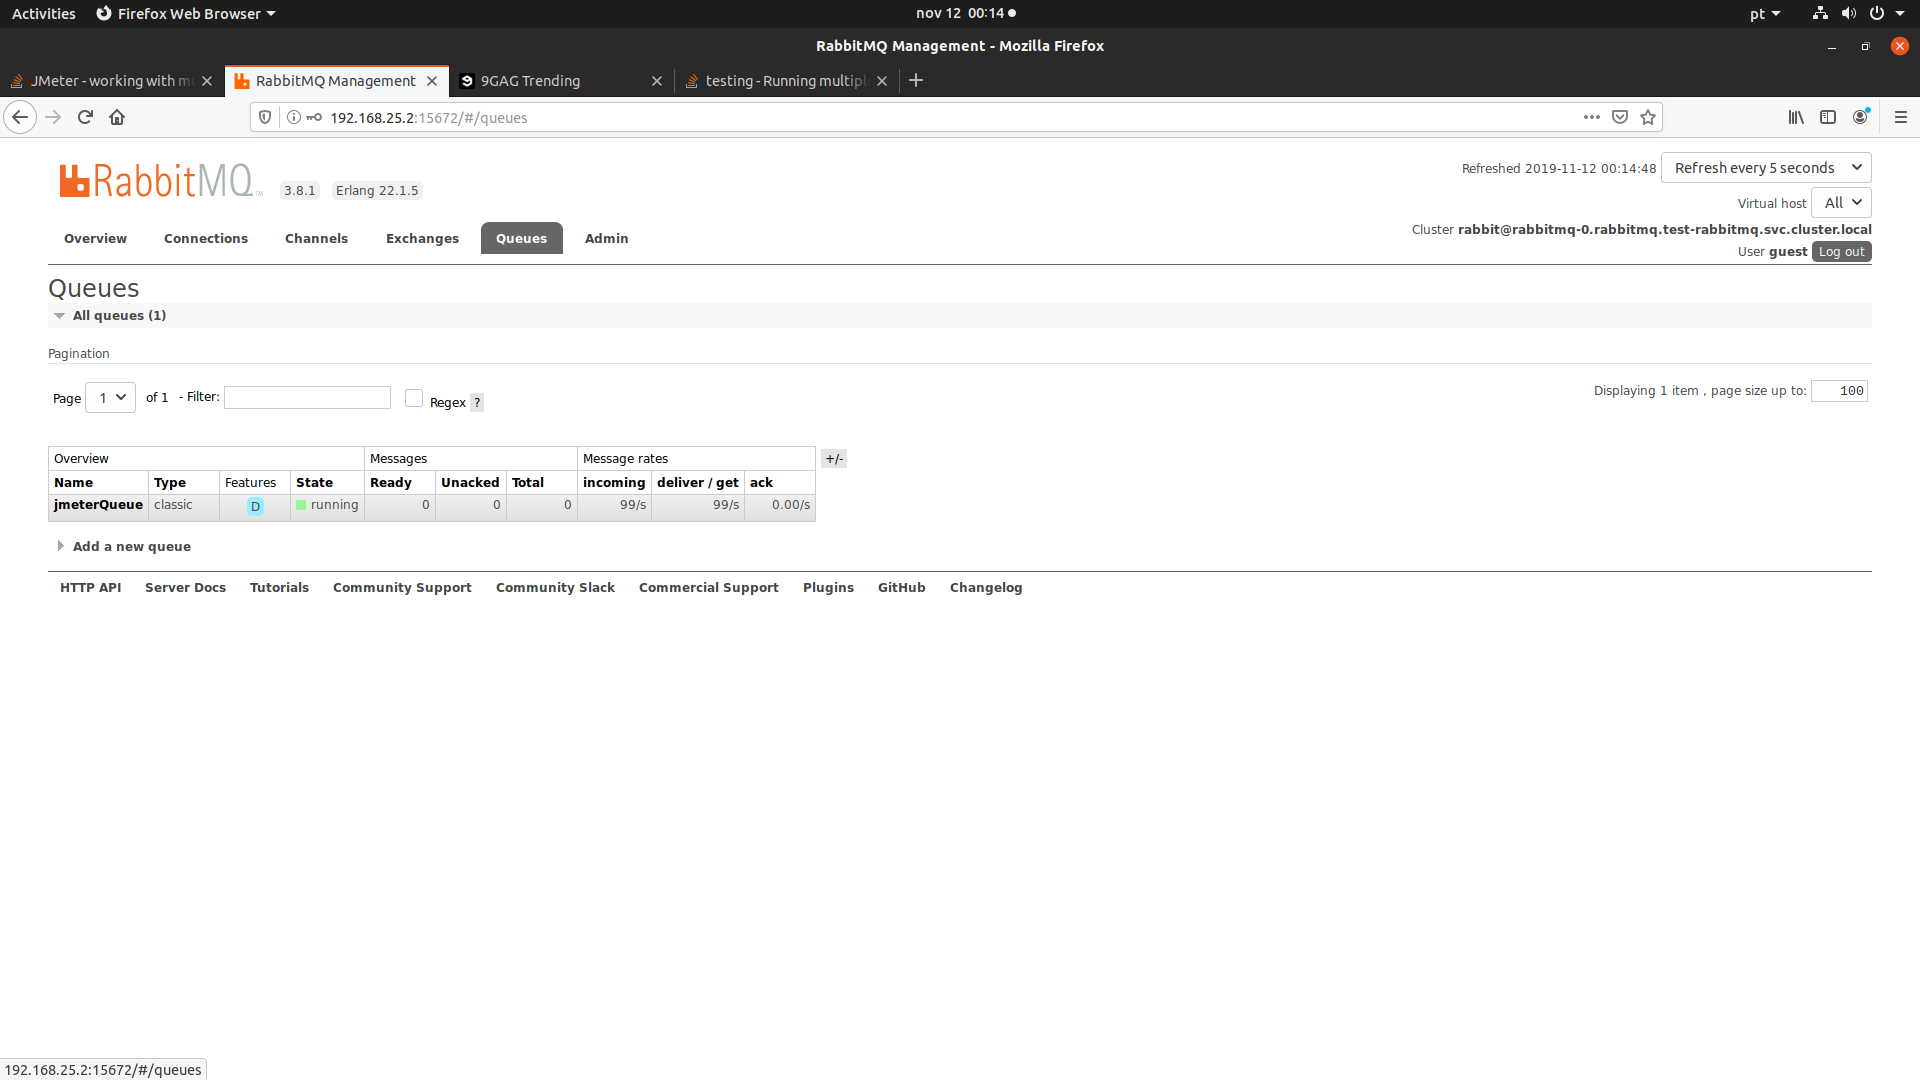 Activities Firefox Web Browser nov 12 00:14 pt
RabbitMQ Management - Mozilla Firefox
JMeter - working with m RabbitMQ Management 9GAG Trending testing - Running multipl
192.168.25.2:15672/#/queues
RabbitMQ TM 3.8.1 Erlang 22.1.5
Refreshed 2019-11-12 00:14:48 Refresh every 5 seconds
Virtual host All
Cluster rabbit@rabbitmq-0.rabbitmq.test-rabbitmq.svc.cluster.local
User guest Log out
Overview Connections Channels Exchanges Queues Admin
Queues
All queues (1)
Pagination
Page 1 of 1 - Filter: Regex ? Displaying 1 item , page size up to: 100
Overview Messages Message rates +/-
Name Type Features State Ready Unacked Total incoming deliver / get ack
jmeterQueue classic D running 0 0 0 99/s 99/s 0.00/s
Add a new queue
HTTP API Server Docs Tutorials Community Support Community Slack Commercial Support Plugins GitHub Changelog
192.168.25.2:15672/#/queues